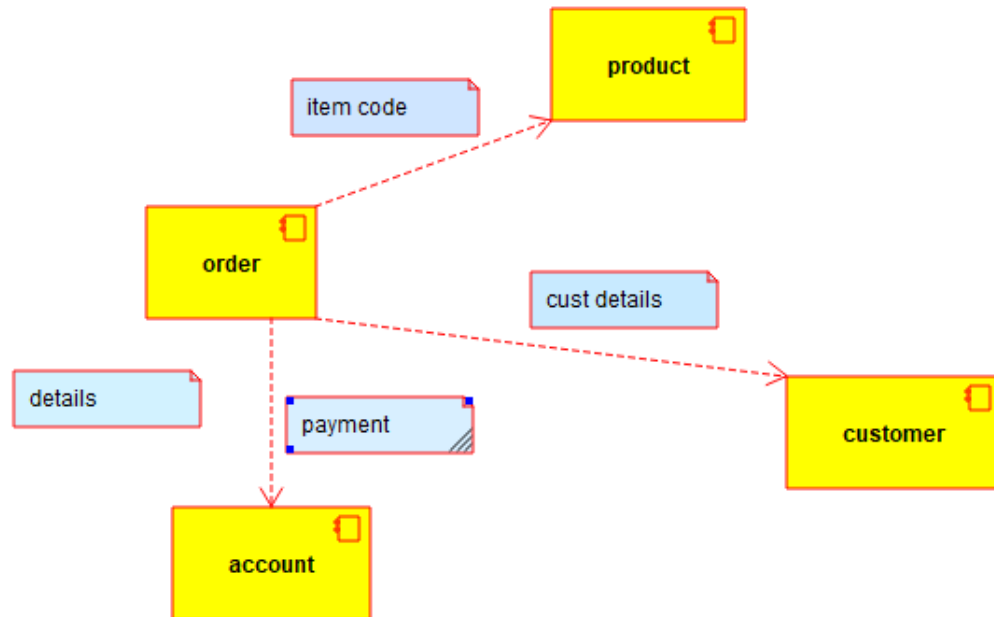 product
item code
order
cust details
details
payment
customer
account